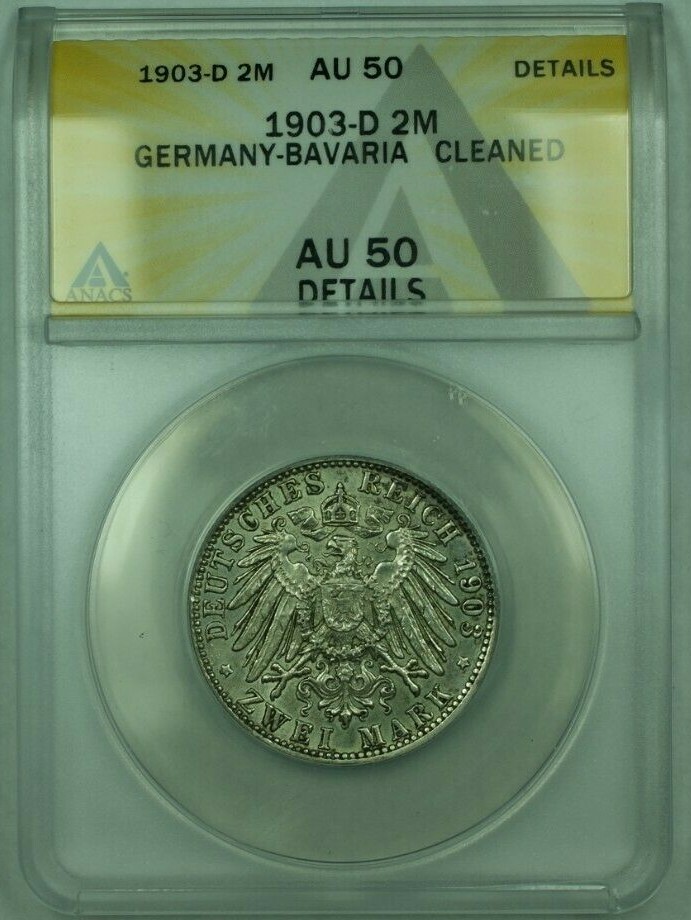 1903-D 2M AU 50 DETAILS
1903-D 2M
GERMANY-BAVARIA CLEANED
AU 50
DETAILS
ANACS
DEUTSCHES REICH 1903
ZWEI MARK